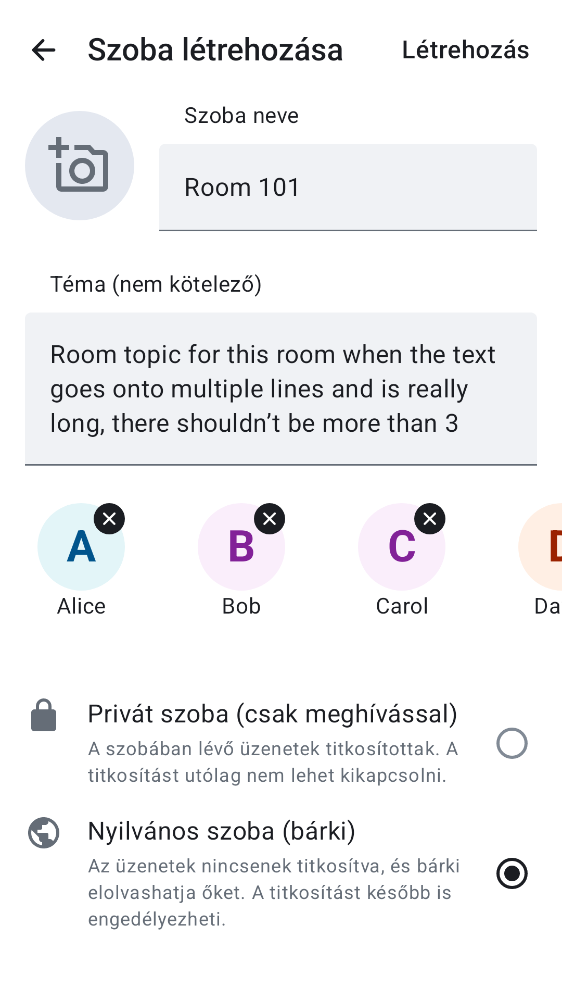 Szoba létrehozása Létrehozás
Szoba neve
Room 101
Téma (nem kötelező)
Room topic for this room when the text
goes onto multiple lines and is really
long, there shouldn’t be more than 3
A B C
Alice Bob Carol Da
Privát szoba (csak meghívással)
A szobában lévő üzenetek titkosítottak. A
titkosítást utólag nem lehet kikapcsolni.
Nyilvános szoba (bárki)
Az üzenetek nincsenek titkosítva, és bárki
elolvashatja őket. A titkosítást később is
engedélyezheti.